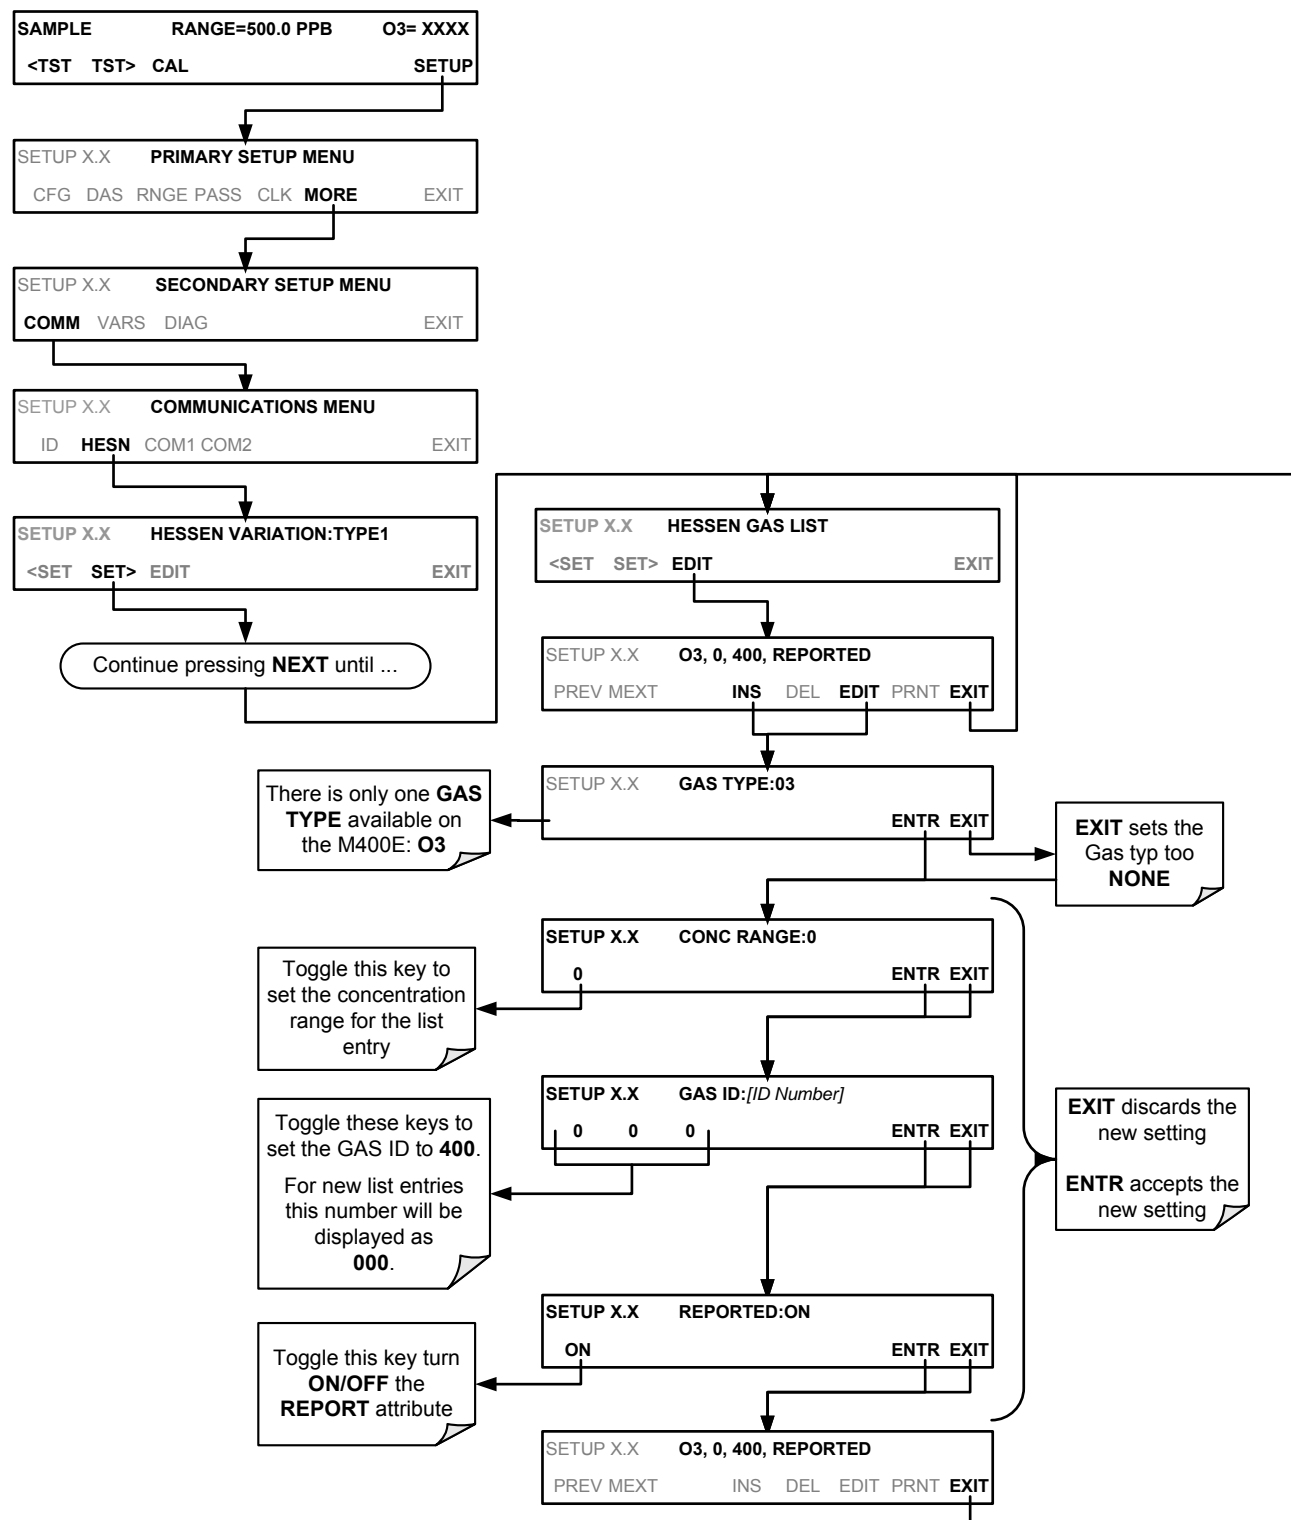 SAMPLE RANGE=500.0 PPB O3= XXXX
<TST TST> CAL SETUP
SETUP X.X PRIMARY SETUP MENU
CFG DAS RNGE PASS CLK MORE EXIT
SETUP X.X SECONDARY SETUP MENU
COMM VARS DIAG EXIT
SETUP X.X COMMUNICATIONS MENU
ID HESN COM1 COM2 EXIT
SETUP X.X HESSEN VARIATION:TYPE1
<SET SET> EDIT EXIT
Continue pressing NEXT until ...
SETUP X.X HESSEN GAS LIST
<SET SET> EDIT EXIT
SETUP X.X O3, 0, 400, REPORTED
PREV MEXT INS DEL EDIT PRNT EXIT
SETUP X.X GAS TYPE:03
ENTR EXIT
There is only one GAS
TYPE available on
the M400E: O3
EXIT sets the
Gas typ too
NONE
SETUP X.X CONC RANGE:0
0 ENTR EXIT
Toggle this key to
set the concentration
range for the list
entry
SETUP X.X GAS ID:[ID Number]
0 0 0 ENTR EXIT
Toggle these keys to
set the GAS ID to 400.
For new list entries
this number will be
displayed as
000.
EXIT discards the
new setting
ENTR accepts the
new setting
SETUP X.X REPORTED:ON
ON ENTR EXIT
Toggle this key turn
ON/OFF the
REPORT attribute
SETUP X.X O3, 0, 400, REPORTED
PREV MEXT INS DEL EDIT PRNT EXIT